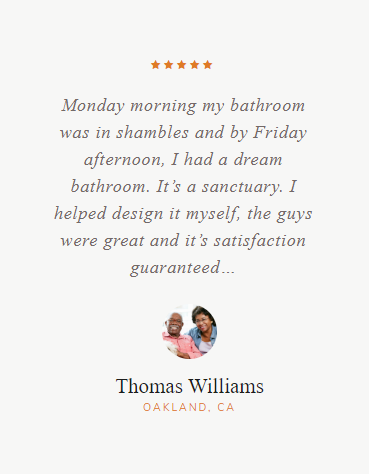 Monday morning my bathroom
was in shambles and by Friday
afternoon, I had a dream
bathroom. It’s a sanctuary. I
helped design it myself, the guys
were great and it’s satisfaction
guaranteed…
Thomas Williams
OAKLAND, CA